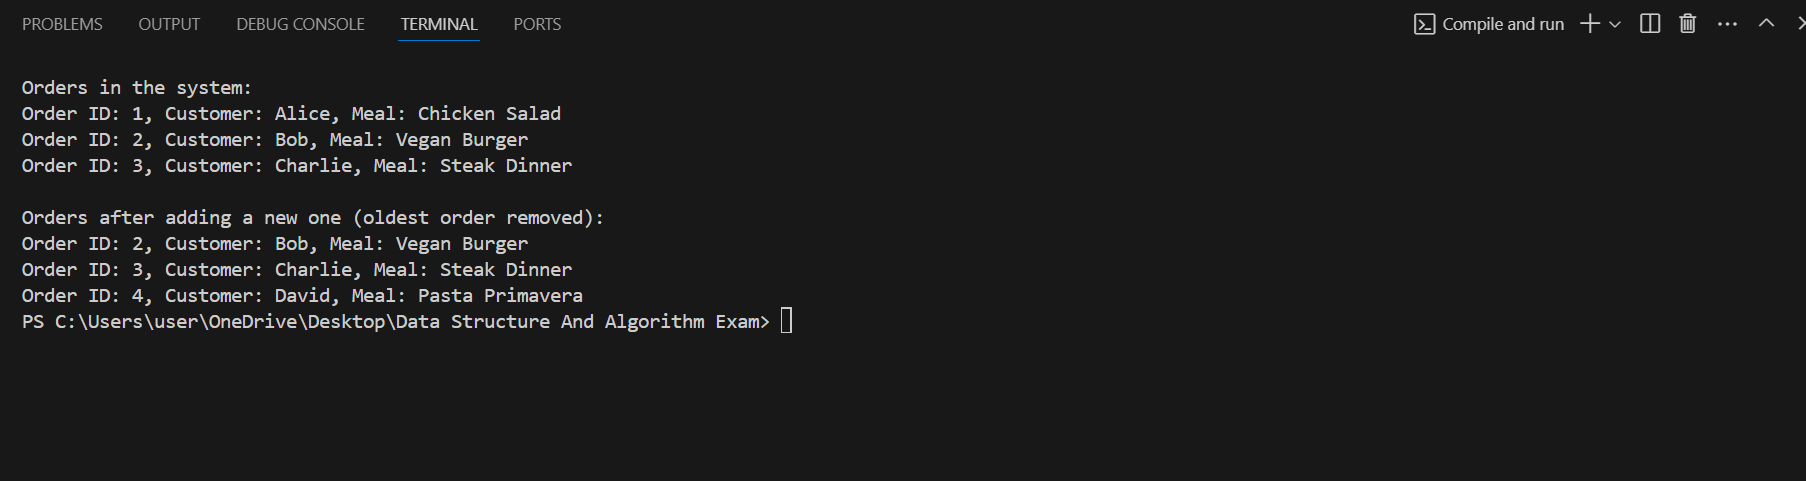 PROBLEMS OUTPUT DEBUG CONSOLE TERMINAL PORTS Compile and run
Orders in the system:
Order ID: 1, Customer: Alice, Meal: Chicken Salad
Order ID: 2, Customer: Bob, Meal: Vegan Burger
Order ID: 3, Customer: Charlie, Meal: Steak Dinner
Orders after adding a new one (oldest order removed):
Order ID: 2, Customer: Bob, Meal: Vegan Burger
Order ID: 3, Customer: Charlie, Meal: Steak Dinner
Order ID: 4, Customer: David, Meal: Pasta Primavera
PS C:\Users\user\OneDrive\Desktop\Data Structure And Algorithm Exam>